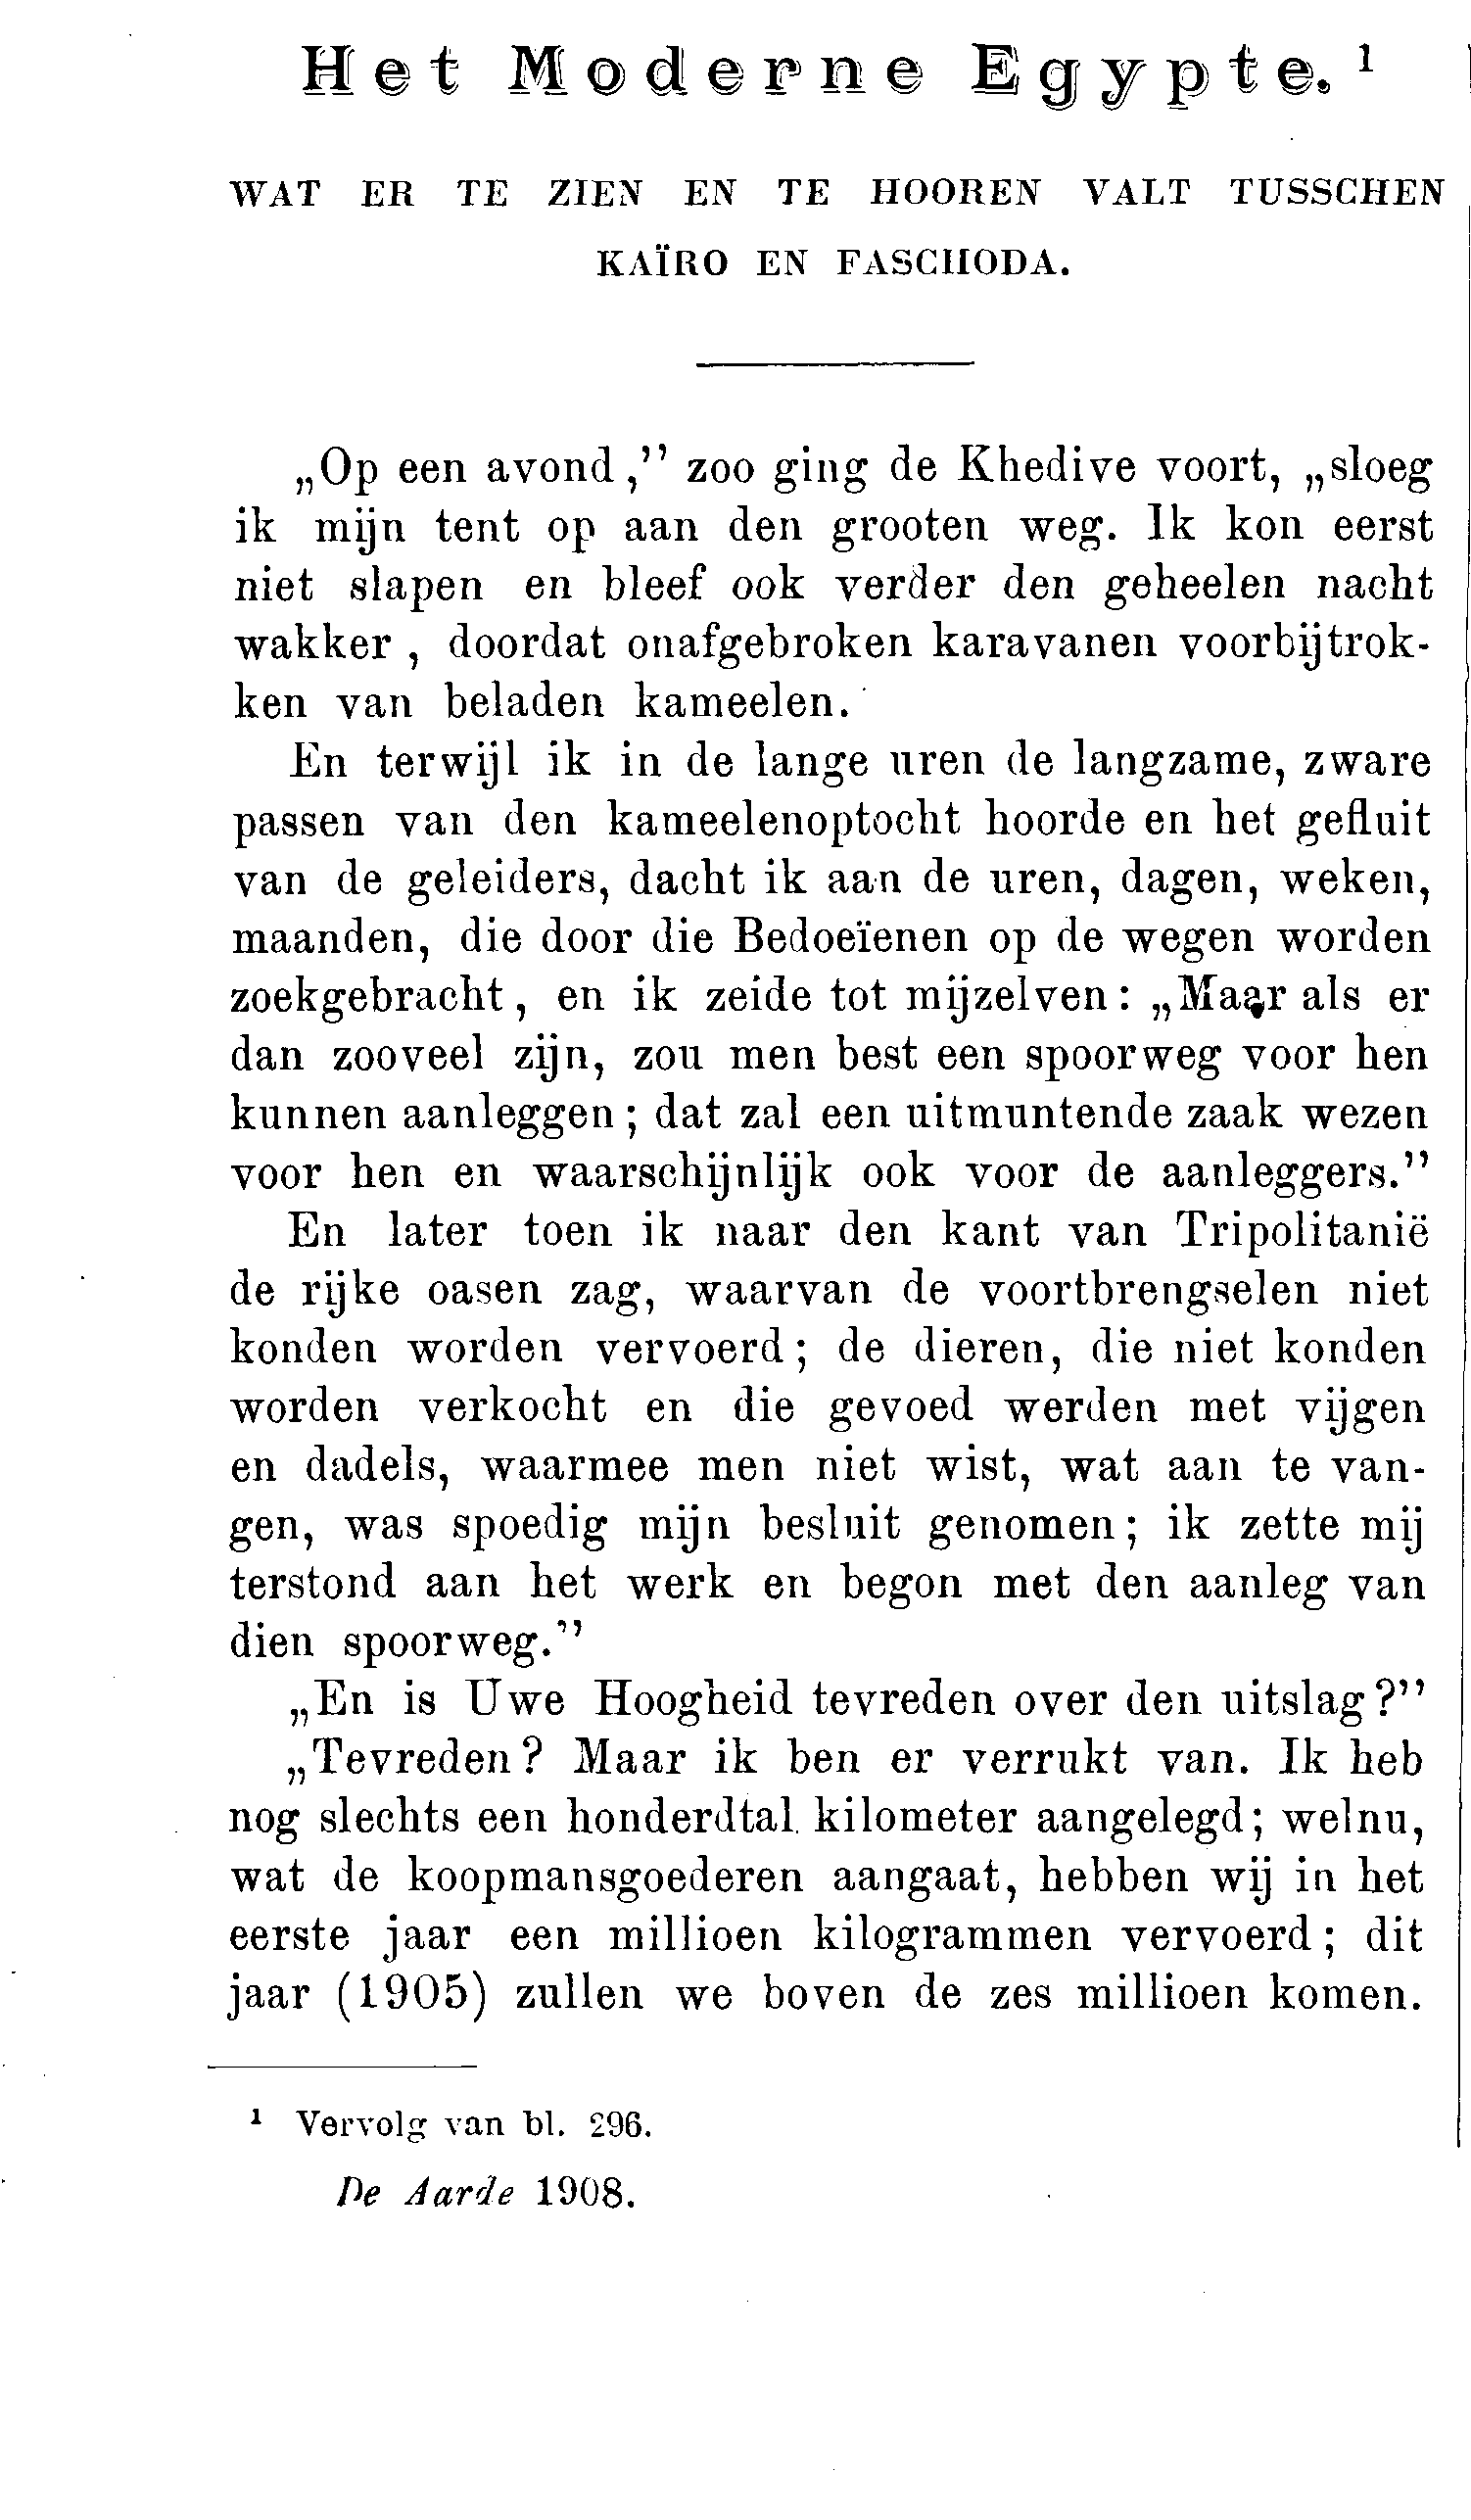 Het Moderne Egypte. ¹
WAT ER TE ZIEN EN TE HOOREN VALT TUSSCHEN
KAÏRO EN FASCHODA.
„Op een avond," zoo ging de Khedive voort, „sloeg
ik mijn tent op aan den grooten weg. Ik kon eerst
niet slapen en bleef ook verder den geheelen nacht
wakker, doordat onafgebroken karavanen voorbijtrok-
ken van beladen kameelen.
En terwijl ik in de lange uren de langzame, zware
passen van den kameelenoptocht hoorde en het gefluit
van de geleiders, dacht ik aan de uren, dagen, weken,
maanden, die door die Bedoeïenen op de wegen worden
zoekgebracht, en ik zeide tot mijzelven: „Maar als er
dan zooveel zijn, zou men best een spoorweg voor hen
kunnen aanleggen; dat zal een uitmuntende zaak wezen
voor hen en waarschijnlijk ook voor de aanleggers."
En later toen ik naar den kant van Tripolitanië
de rijke oasen zag, waarvan de voortbrengselen niet
konden worden vervoerd; de dieren, die niet konden
worden verkocht en die gevoed werden met vijgen
en dadels, waarmee men niet wist, wat aan te van-
gen, was spoedig mijn besluit genomen; ik zette mij
terstond aan het werk en begon met den aanleg van
dien spoorweg."
„En is Uwe Hoogheid tevreden over den uitslag?"
„Tevreden? Maar ik ben er verrukt van. Ik heb
nog slechts een honderdtal kilometer aangelegd; welnu,
wat de koopmansgoederen aangaat, hebben wij in het
eerste jaar een millioen kilogrammen vervoerd; dit
jaar (1905) zullen we boven de zes millioen komen.
¹ Vervolg van bl. 296.
De Aarde 1908.